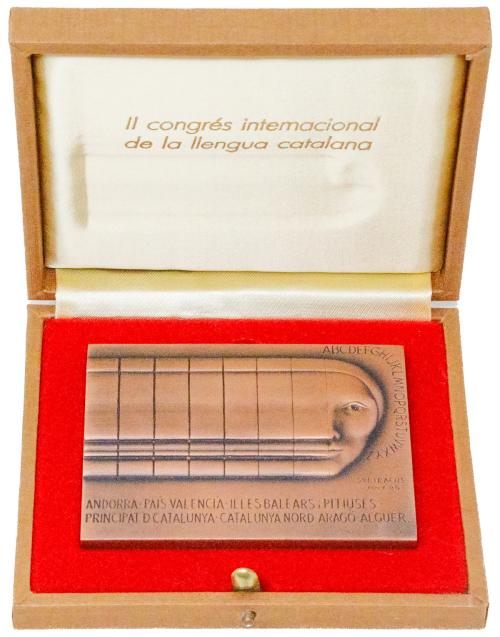 II congrés internacional
de la llengua catalana
ABCDEFGHIJKLMNOPQRSTUVWXYZ
SUBIRACHS
ANDORRA·PAÍS VALENCIÀ·ILLES BALEARS I PITIÜSES
PRINCIPAT D CATALUNYA·CATALUNYA NORD ARAGÓ·ALGUER